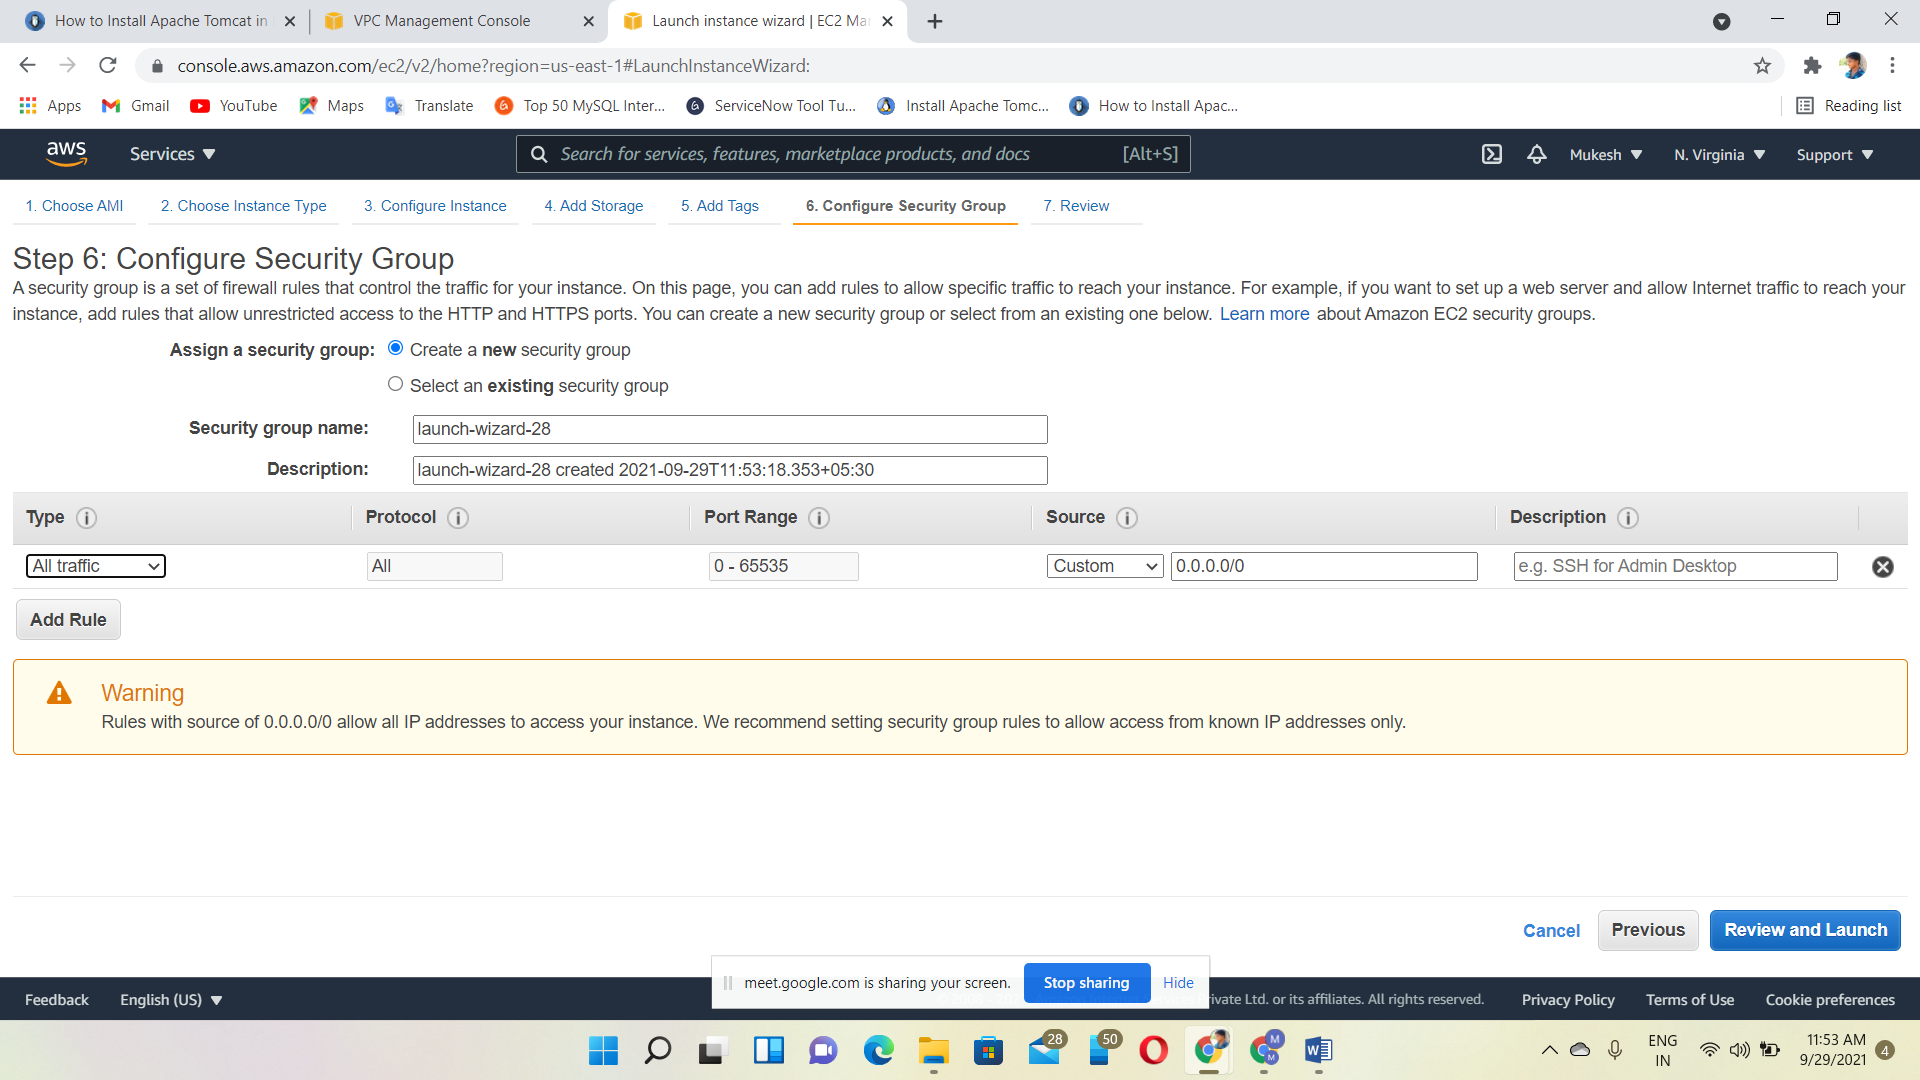 How to Install Apache Tomcat in
VPC Management Console
Launch instance wizard | EC2 Ma
console.aws.amazon.com/ec2/v2/home?region=us-east-1#LaunchInstanceWizard:
Apps
Gmail
YouTube
Maps
Translate
Top 50 MySQL Inter...
ServiceNow Tool Tu...
Install Apache Tomc...
How to Install Apac...
Reading list
aws
Services
Search for services, features, marketplace products, and docs
[Alt+S]
Mukesh
N. Virginia
Support
1. Choose AMI
2. Choose Instance Type
3. Configure Instance
4. Add Storage
5. Add Tags
6. Configure Security Group
7. Review
Step 6: Configure Security Group
A security group is a set of firewall rules that control the traffic for your instance. On this page, you can add rules to allow specific traffic to reach your instance. For example, if you want to set up a web server and allow Internet traffic to reach your
instance, add rules that allow unrestricted access to the HTTP and HTTPS ports. You can create a new security group or select from an existing one below. Learn more about Amazon EC2 security groups.
Assign a security group:
Create a new security group
Select an existing security group
Security group name:
launch-wizard-28
Description:
launch-wizard-28 created 2021-09-29T11:53:18.353+05:30
Type
Protocol
Port Range
Source
Description
All traffic
All
0 - 65535
Custom
0.0.0.0/0
e.g. SSH for Admin Desktop
Add Rule
Warning
Rules with source of 0.0.0.0/0 allow all IP addresses to access your instance. We recommend setting security group rules to allow access from known IP addresses only.
Cancel
Previous
Review and Launch
meet.google.com is sharing your screen.
Stop sharing
Hide
Feedback
English (US)
Private Ltd. or its affiliates. All rights reserved.
Privacy Policy
Terms of Use
Cookie preferences
28
50
M
M
ENG
IN
11:53 AM
9/29/2021
4